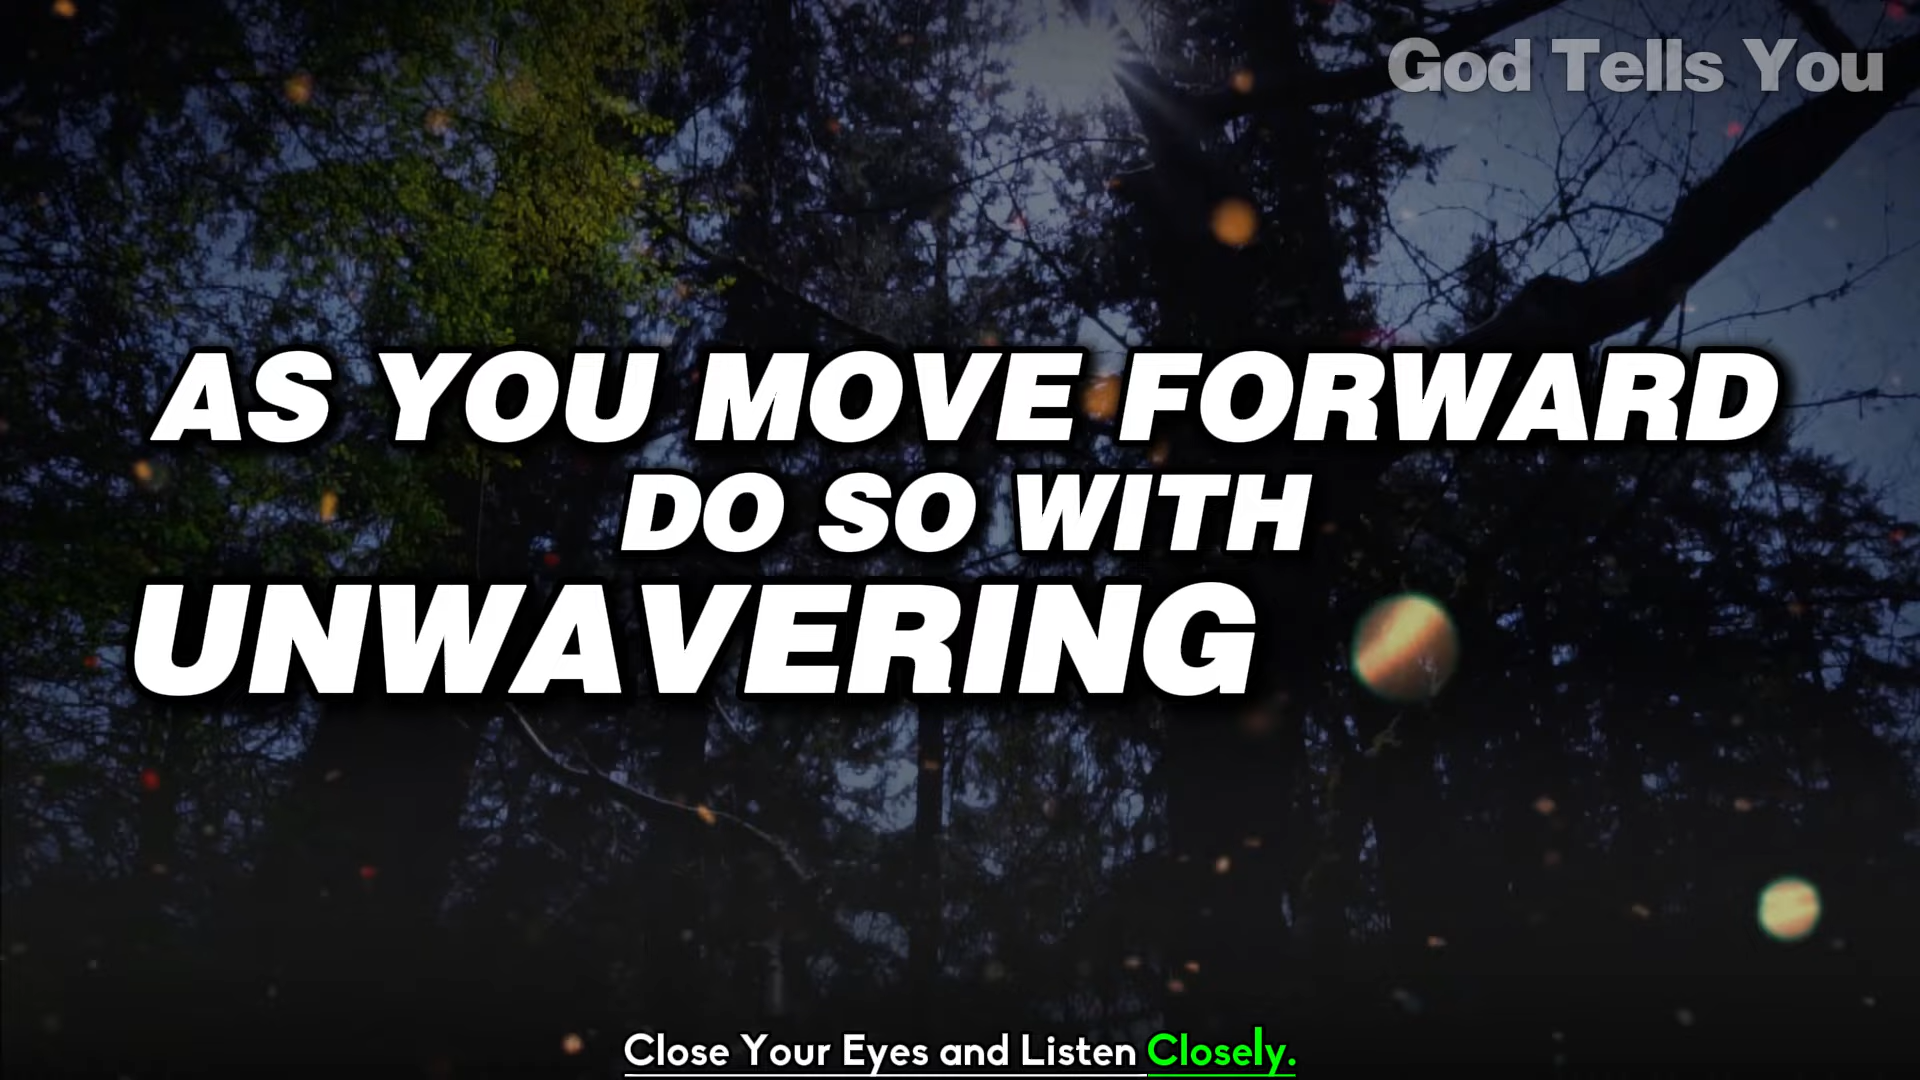 God Tells You
AS YOU MOVE FORWARD
DO SO WITH
UNWAVERING
Close Your Eyes and Listen Closely.